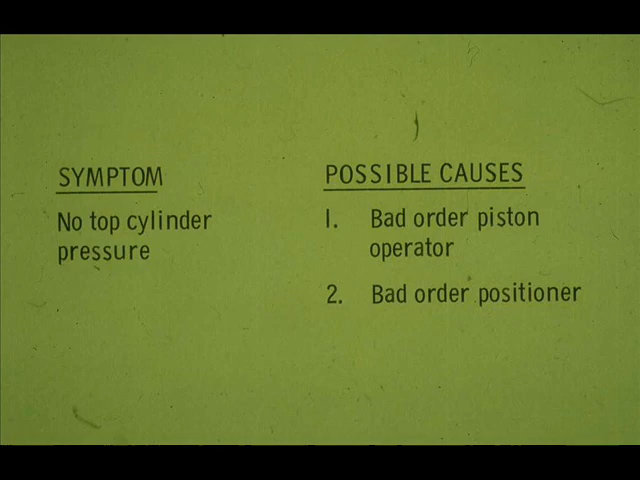 SYMPTOM
No top cylinder
pressure
POSSIBLE CAUSES
1. Bad order piston
operator
2. Bad order positioner